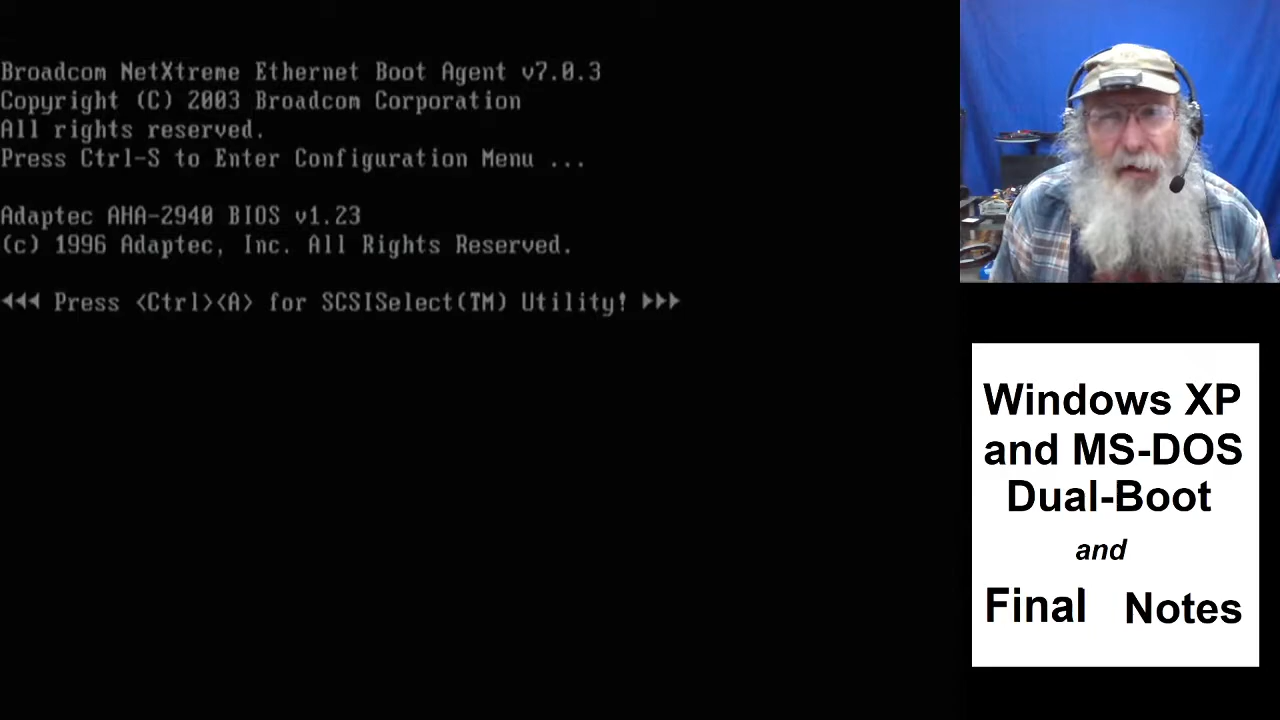 Broadcom NetXtreme Ethernet Boot Agent v7.0.3
Copyright (C) 2003 Broadcom Corporation
All rights reserved.
Press Ctrl-S to Enter Configuration Menu ...
Adaptec AHA-2940 BIOS v1.23
(c) 1996 Adaptec, Inc. All Rights Reserved.
◄◄◄ Press <Ctrl><A> for SCSISelect(TM) Utility! ►►►
Windows XP
and MS-DOS
Dual-Boot
and
Final Notes